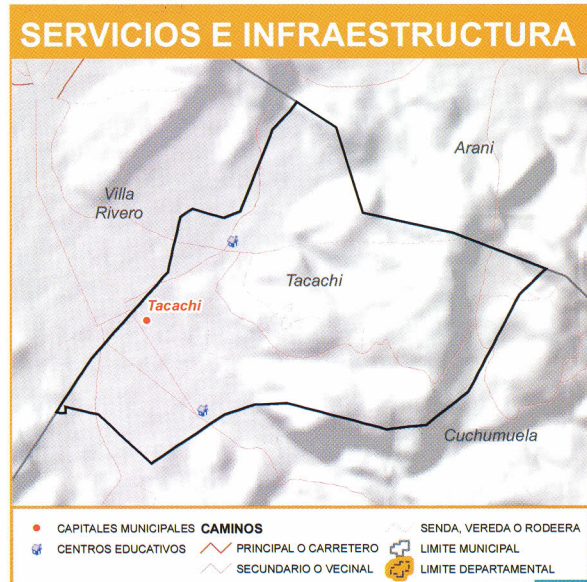 SERVICIOS E INFRAESTRUCTURA
Arani
Villa
Rivero
Tacachi
Tacachi
Cuchumuela
CAPITALES MUNICIPALES
CENTROS EDUCATIVOS
CAMINOS
PRINCIPAL O CARRETERO
SECUNDARIO O VECINAL
SENDA, VEREDA O RODEERA
LIMITE MUNICIPAL
LIMITE DEPARTAMENTAL